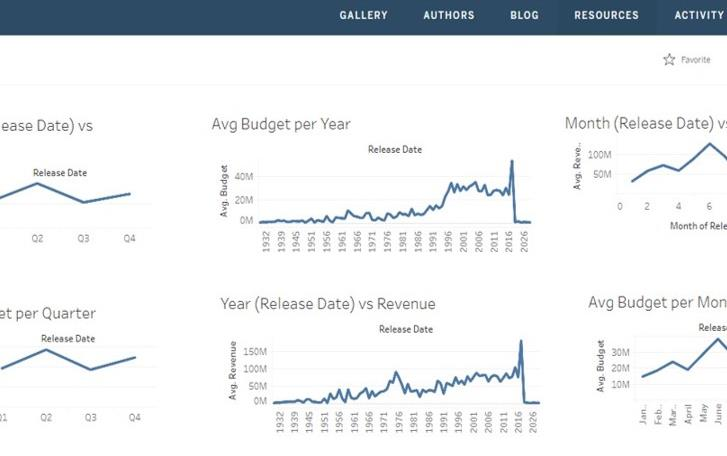 GALLERY AUTHORS BLOG RESOURCES ACTIVITY
Favorite
ease Date) vs
Release Date
Q2 Q3 Q4
Avg Budget per Year
Release Date
Avg. Budget
40M
20M
0M
1932 1939 1945 1951 1956 1961 1966 1971 1976 1981 1986 1991 1996 2001 2006 2011 2016 2026
Month (Release Date) vs
Avg. Reve..
100M
50M
0 2 4 6
Month of Rele
et per Quarter
Release Date
Q1 Q2 Q3 Q4
Year (Release Date) vs Revenue
Release Date
Avg. Revenue
150M
100M
50M
0M
1932 1939 1945 1951 1956 1961 1966 1971 1976 1981 1986 1991 1996 2001 2006 2011 2016 2026
Avg Budget per Mon
Releas
Avg. Budget
30M
20M
10M
Jan.. Feb.. Mar.. April May June